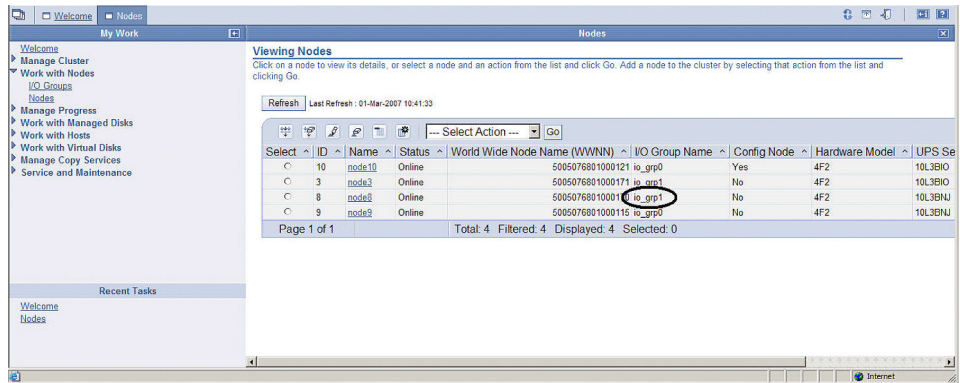 Welcome Nodes
My Work
Nodes
Welcome
Manage Cluster
Work with Nodes
I/O Groups
Nodes
Manage Progress
Work with Managed Disks
Work with Hosts
Work with Virtual Disks
Manage Copy Services
Service and Maintenance
Recent Tasks
Welcome
Nodes
Viewing Nodes
Click on a node to view its details, or select a node and an action from the list and click Go. Add a node to the cluster by selecting that action from the list and
clicking Go.
Refresh Last Refresh : 01-Mar-2007 10:41:33
--- Select Action --- Go
Select ID Name Status World Wide Node Name (WWNN) I/O Group Name Config Node Hardware Model UPS Se
10 node10 Online 5005076801000121 io_grp0 Yes 4F2 10L3BIO
3 node3 Online 5005076801000171 io_grp1 No 4F2 10L3BIO
8 node8 Online io_grp1 No 4F2 10L3BNJ
9 node9 Online 5005076801000115 io_grp0 No 4F2 10L3BNJ
Page 1 of 1 Total: 4 Filtered: 4 Displayed: 4 Selected: 0
Internet